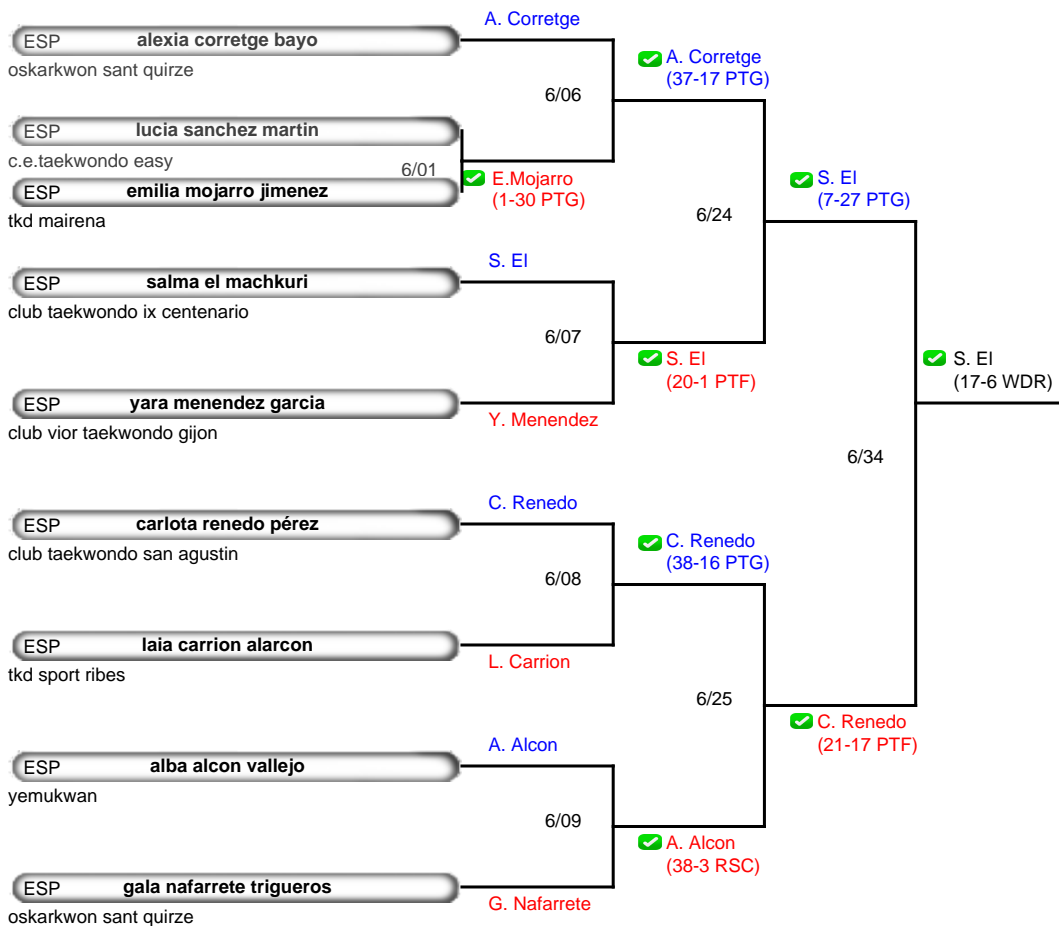 A. Corretge
ESP alexia corretge bayo
oskarkwon sant quirze
A. Corretge
(37-17 PTG)
6/06
ESP lucia sanchez martin
c.e.taekwondo easy
6/01
ESP emilia mojarro jimenez
tkd mairena
E.Mojarro
(1-30 PTG)
S. El
(7-27 PTG)
6/24
S. El
ESP salma el machkuri
club taekwondo ix centenario
6/07
S. El
(20-1 PTF)
S. El
(17-6 WDR)
ESP yara menendez garcia
club vior taekwondo gijon
Y. Menendez
6/34
C. Renedo
ESP carlota renedo pérez
club taekwondo san agustin
C. Renedo
(38-16 PTG)
6/08
ESP laia carrion alarcon
tkd sport ribes
L. Carrion
6/25
C. Renedo
(21-17 PTF)
A. Alcon
ESP alba alcon vallejo
yemukwan
6/09
A. Alcon
(38-3 RSC)
ESP gala nafarrete trigueros
oskarkwon sant quirze
G. Nafarrete